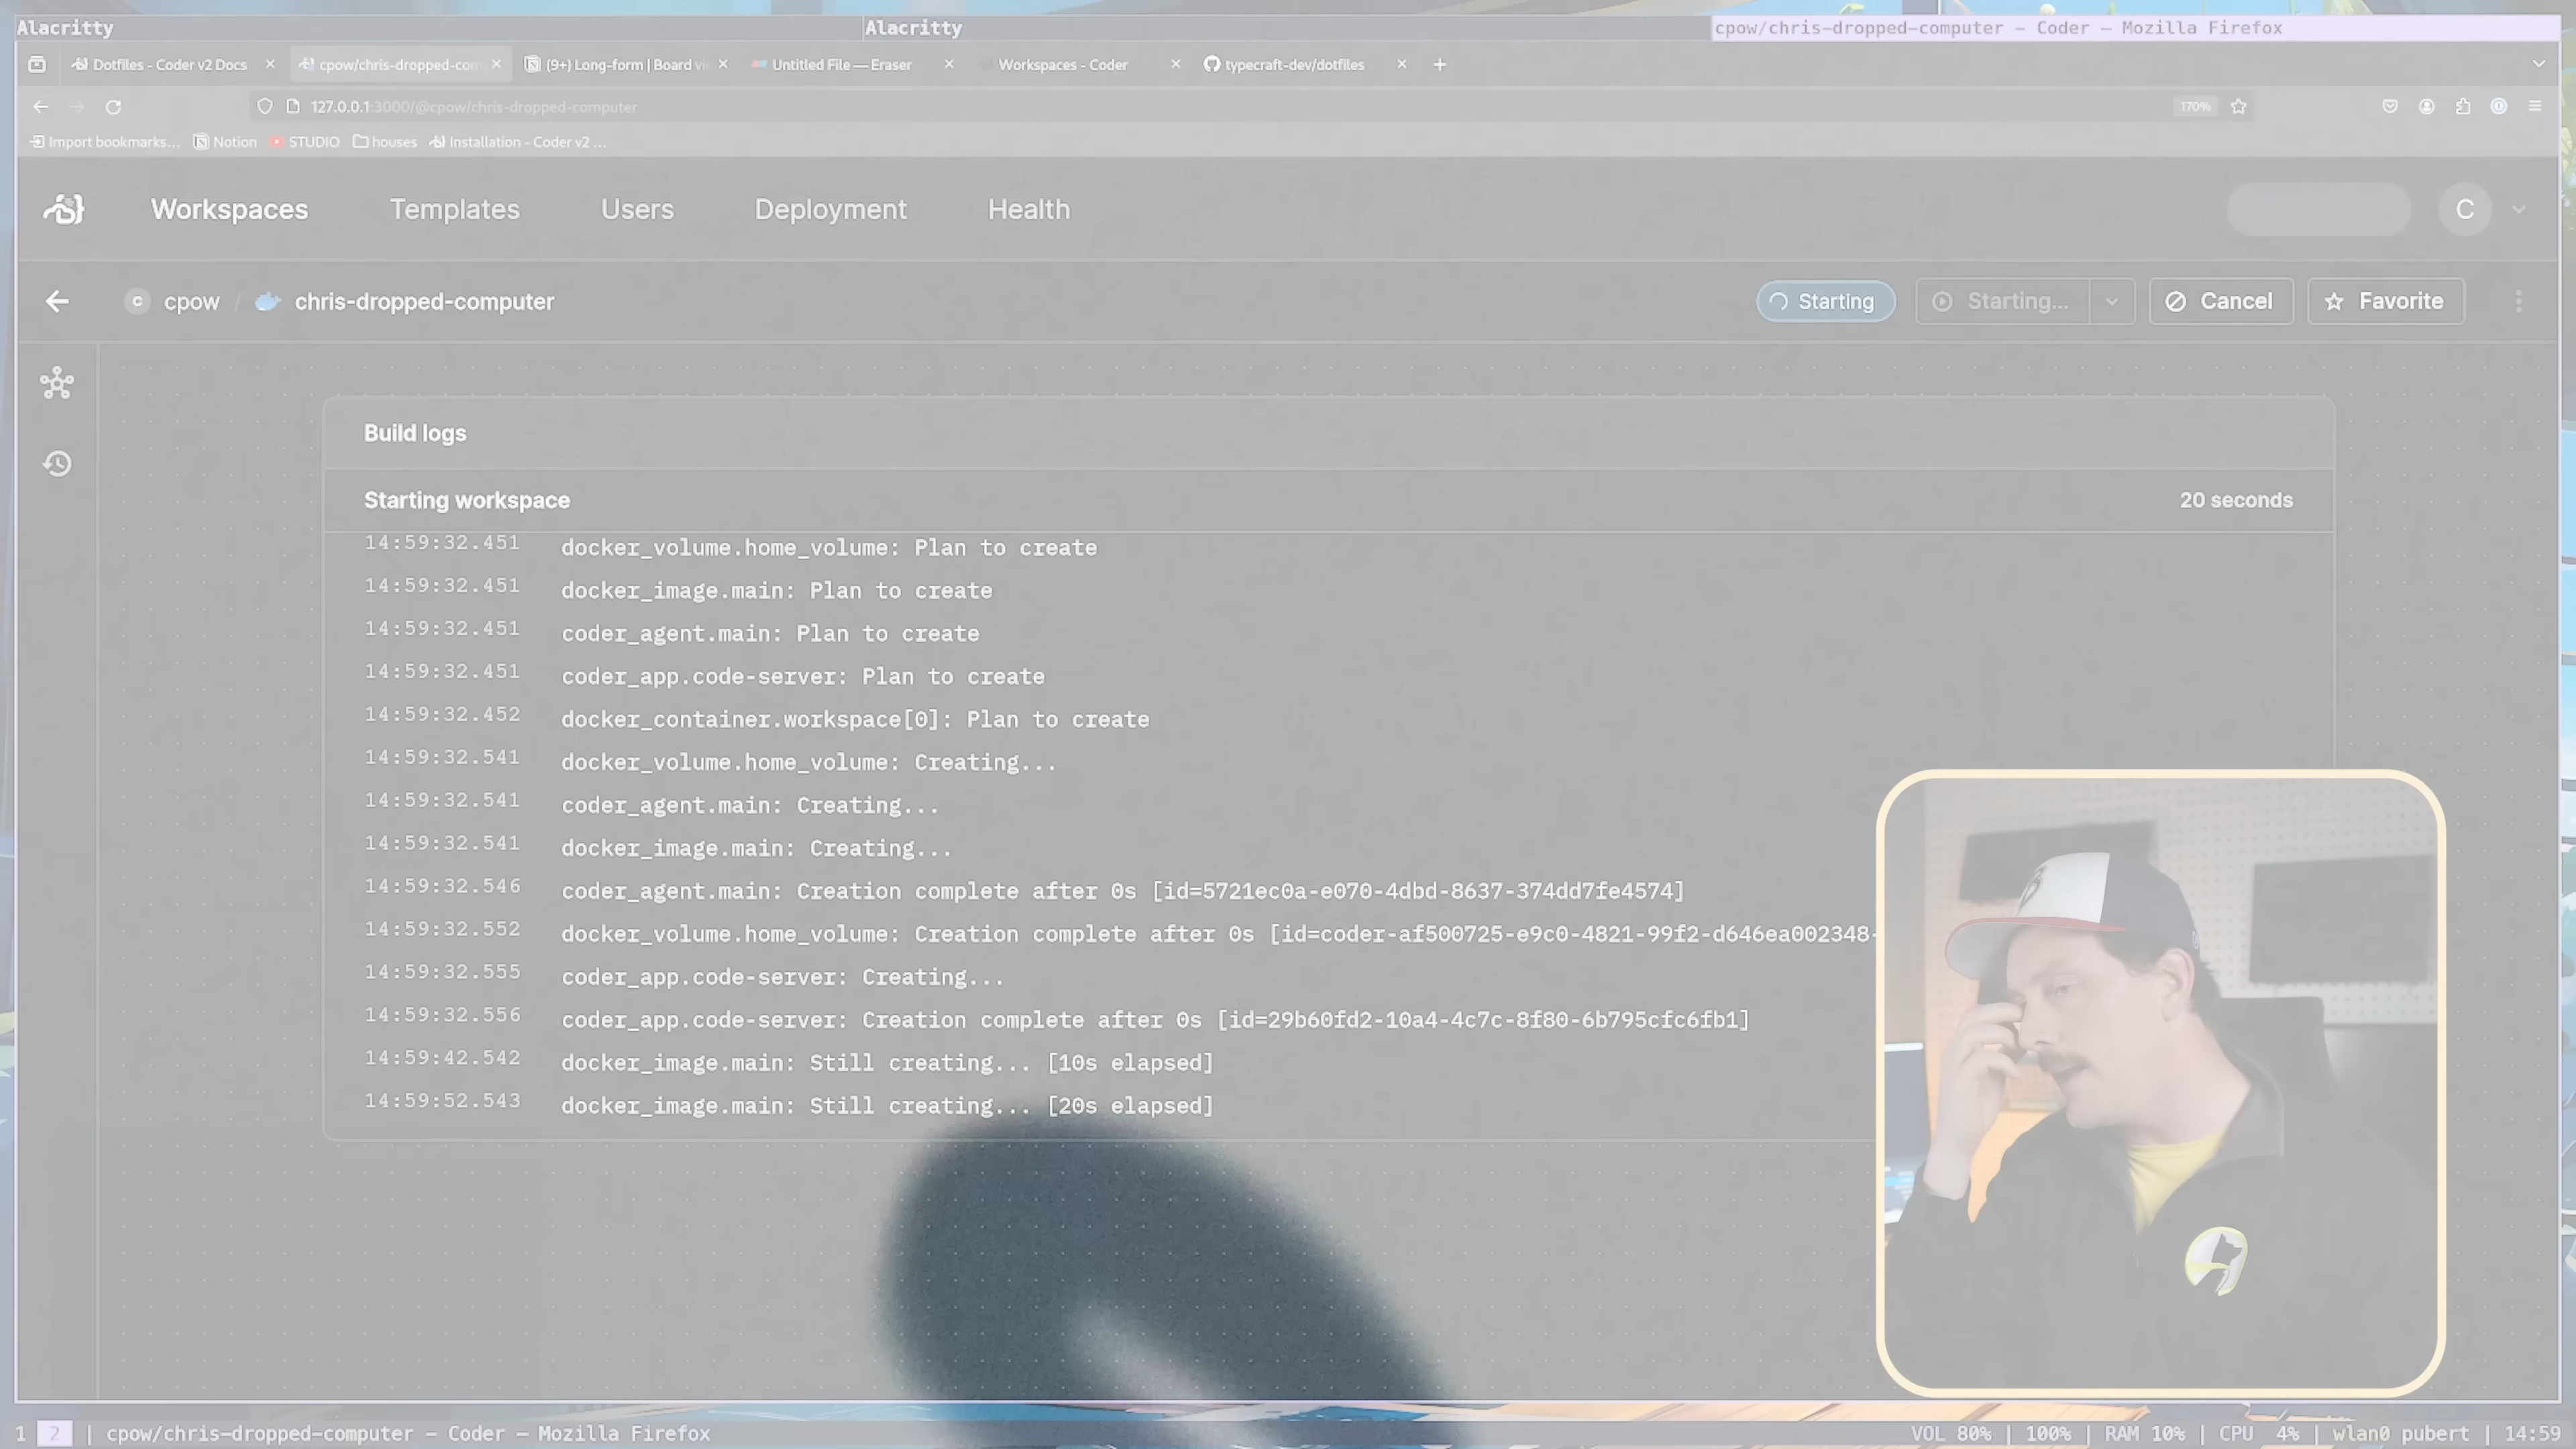 Alacritty
Alacritty
cpow/chris-dropped-computer — Coder — Mozilla Firefox
Dotfiles - Coder v2 Docs
cpow/chris-dropped-com
(9+) Long-form | Board vi
Untitled File — Eraser
Workspaces - Coder
typecraft-dev/dotfiles
127.0.0.1:3000/@cpow/chris-dropped-computer
170%
Import bookmarks...
Notion
STUDIO
houses
Installation - Coder v2 ...
Workspaces
Templates
Users
Deployment
Health
C
C cpow / chris-dropped-computer
Starting
Starting...
Cancel
Favorite
Build logs
Starting workspace
20 seconds
14:59:32.451 docker_volume.home_volume: Plan to create
14:59:32.451 docker_image.main: Plan to create
14:59:32.451 coder_agent.main: Plan to create
14:59:32.451 coder_app.code-server: Plan to create
14:59:32.452 docker_container.workspace[0]: Plan to create
14:59:32.541 docker_volume.home_volume: Creating...
14:59:32.541 coder_agent.main: Creating...
14:59:32.541 docker_image.main: Creating...
14:59:32.546 coder_agent.main: Creation complete after 0s [id=5721ec0a-e070-4dbd-8637-374dd7fe4574]
14:59:32.552 docker_volume.home_volume: Creation complete after 0s [id=coder-af500725-e9c0-4821-99f2-d646ea002348-
14:59:32.555 coder_app.code-server: Creating...
14:59:32.556 coder_app.code-server: Creation complete after 0s [id=29b60fd2-10a4-4c7c-8f80-6b795cfc6fb1]
14:59:42.542 docker_image.main: Still creating... [10s elapsed]
14:59:52.543 docker_image.main: Still creating... [20s elapsed]
1 2 | cpow/chris-dropped-computer — Coder — Mozilla Firefox
VOL 80% | 100% | RAM 10% | CPU 4% | wlan0 pubert | 14:59